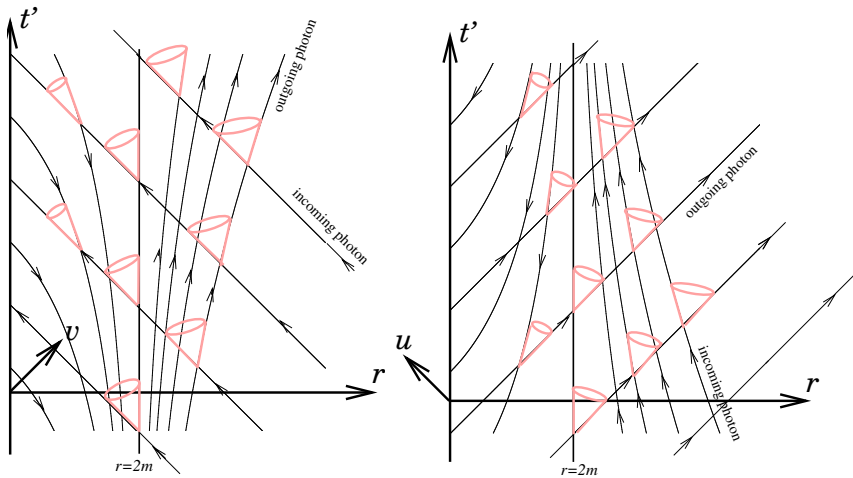 t’
outgoing photon
incoming photon
v
r
r=2m
t’
outgoing photon
u
incoming photon
r
r=2m